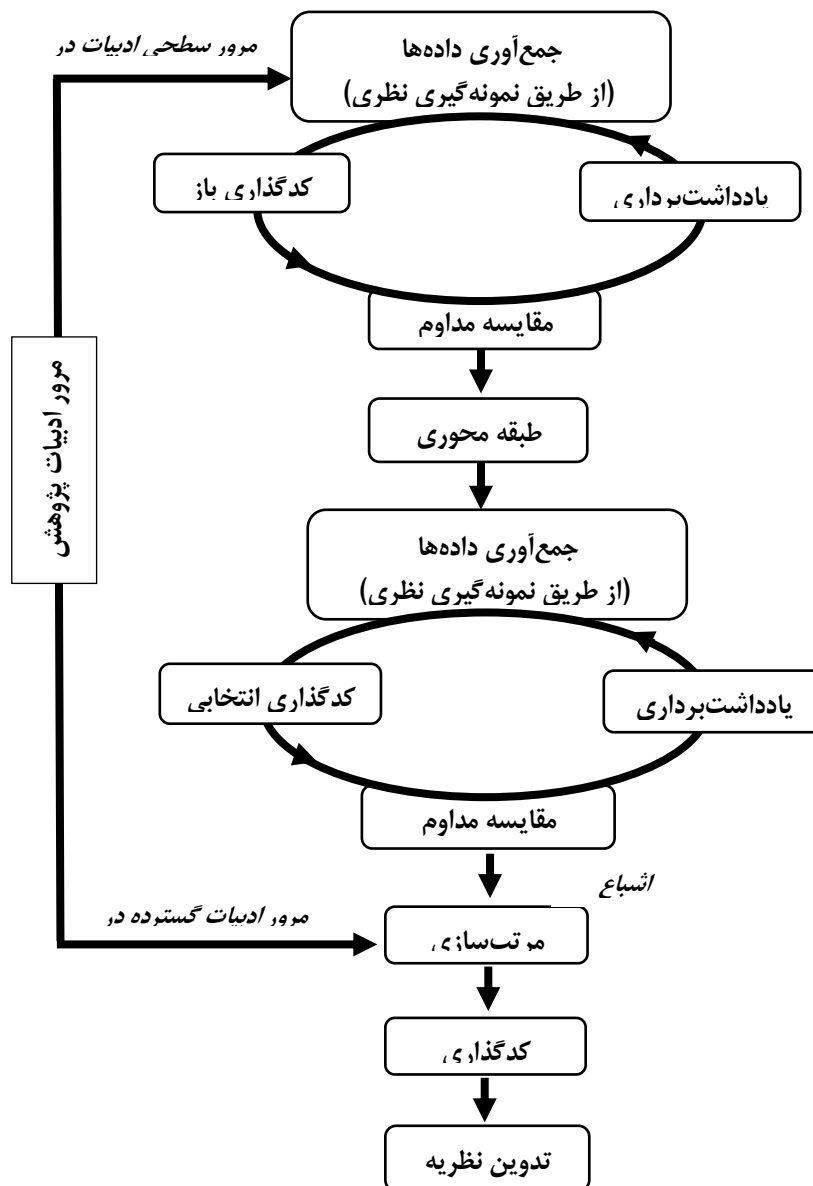 مرور سطحی ادبیات در
جمع‌آوری داده‌ها
(از طریق نمونه‌گیری نظری)
یادداشت‌برداری
کدگذاری باز
مقایسه مداوم
مرور ادبیات پژوهش
طبقه محوری
جمع‌آوری داده‌ها
(از طریق نمونه‌گیری نظری)
یادداشت‌برداری
کدگذاری انتخابی
مقایسه مداوم
اشباع
مرور ادبیات گسترده در
مرتب‌سازی
کدگذاری
تدوین نظریه